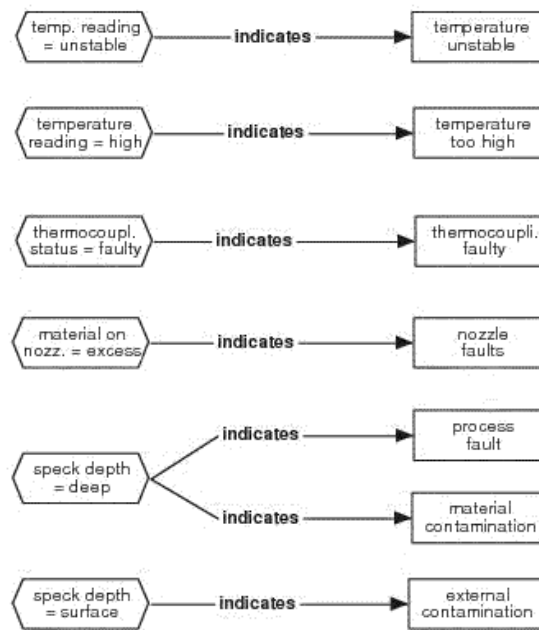 temp. reading
= unstable
indicates
temperature
unstable
temperature
reading = high
indicates
temperature
too high
thermocoupl.
status = faulty
indicates
thermocoupli.
faulty
material on
nozz. = excess
indicates
nozzle
faults
speck depth
= deep
indicates
process
fault
indicates
material
contamination
speck depth
= surface
indicates
external
contamination